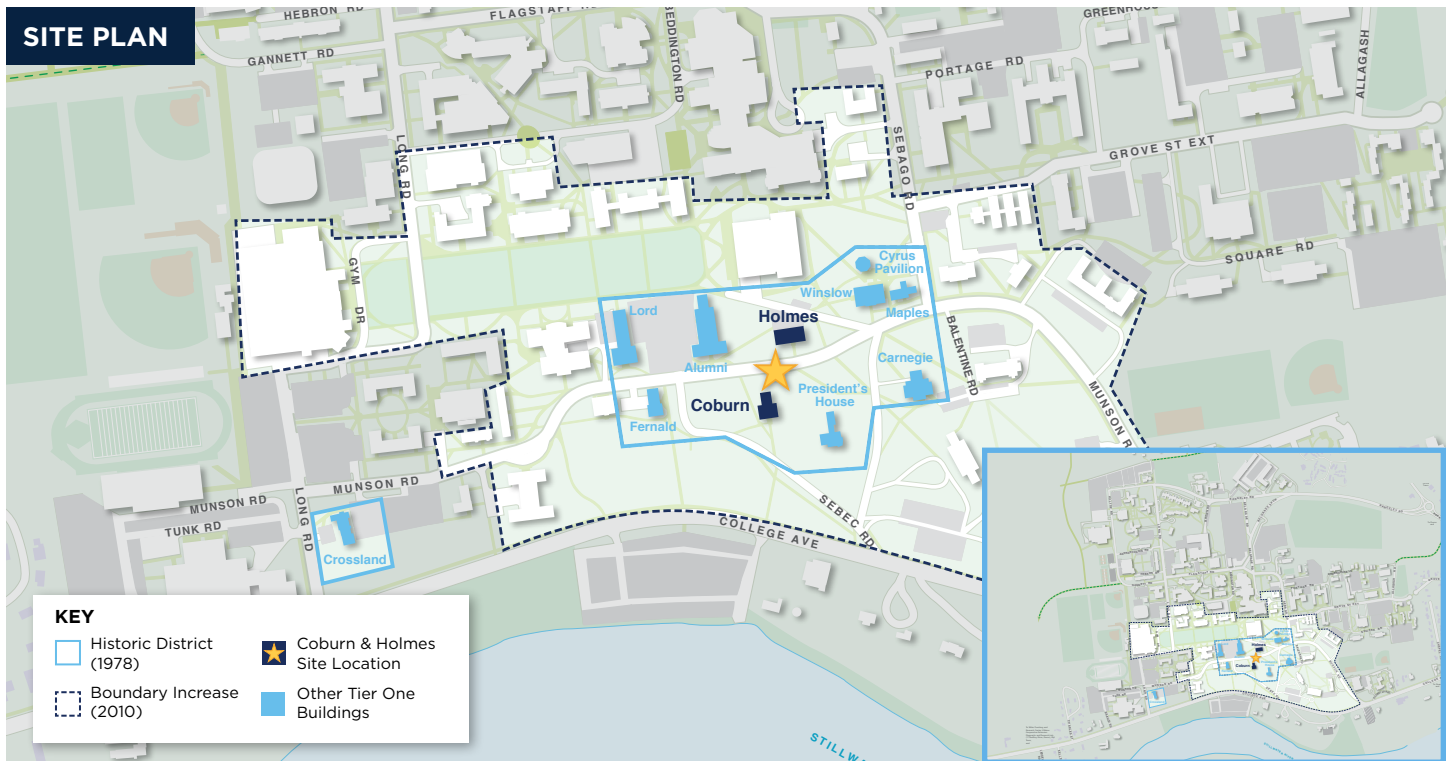 SITE PLAN
HEBRON RD
GANNETT RD
BEDDINGTON RD
PORTAGE RD
ALLAGASH
LONG RD
SEBAGO RD
GROVE ST EXT
SQUARE RD
GYM DR
Cyrus
Pavilion
Winslow
Maples
Lord
Holmes
Alumni
Carnegie
BALENTINE RD
President's
House
Coburn
Fernald
MUNSON
MUNSON RD
MUNSON RD
LONG RD
TUNK RD
SEBEC RD
COLLEGE AVE
Crossland
KEY
Historic District
(1978)
Coburn & Holmes
Site Location
Boundary Increase
(2010)
Other Tier One
Buildings
Holmes
Coburn